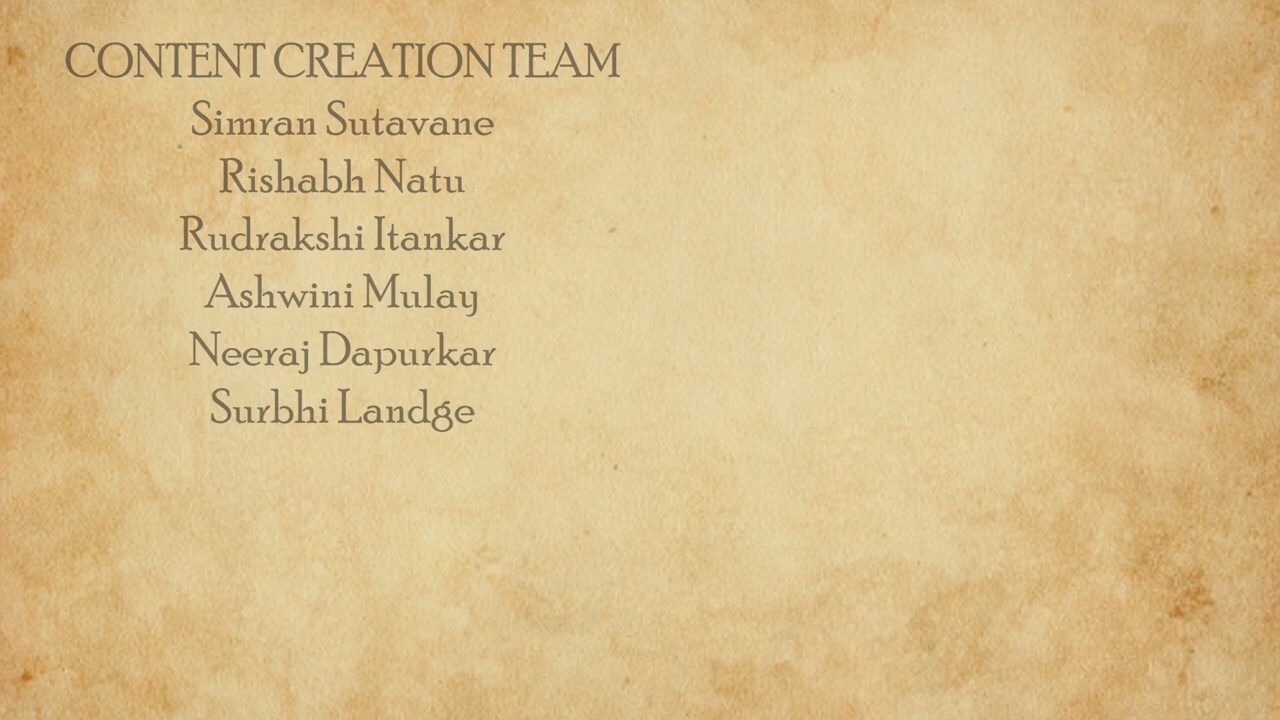 CONTENT CREATION TEAM
Simran Sutavane
Rishabh Natu
Rudrakshi Itankar
Ashwini Mulay
Neeraj Dapurkar
Surbhi Landge